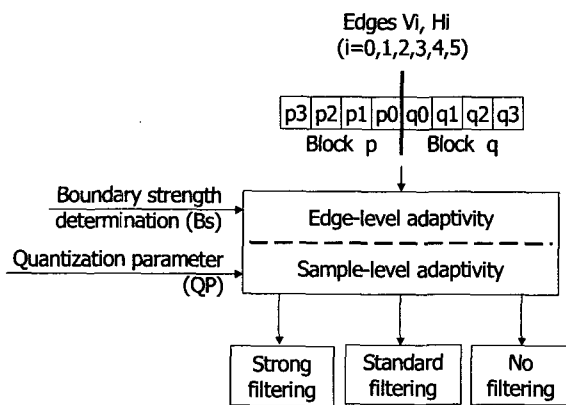 Edges Vi, Hi
(i=0,1,2,3,4,5)
p3 p2 p1 p0 q0 q1 q2 q3
Block p Block q
Boundary strength
determination (Bs)
Edge-level adaptivity
Quantization parameter
(QP)
Sample-level adaptivity
Strong
filtering
Standard
filtering
No
filtering